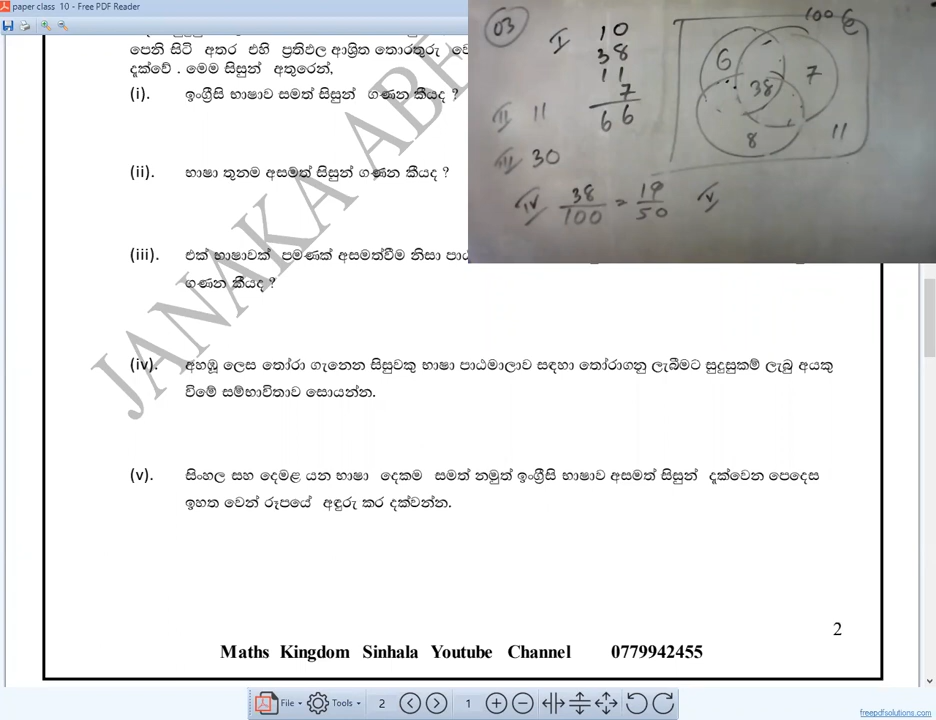 paper class 10 - Free PDF Reader
පෙනි සිටි අතර එහි ප්‍රතිඵල ආශ්‍රිත තොරතුරු
දැක්වේ . මෙම සිසුන් අතුරෙන්,
(i). ඉංග්‍රීසි භාෂාව සමත් සිසුන් ගණන කීයද ?
(ii). භාෂා තුනම අසමත් සිසුන් ගණන කීයද ?
(iii). එක් භාෂාවක් පමණක් අසමත්වීම නිසා
ගණන කීයද ?
(iv). අහඹු ලෙස තෝරා ගැනෙන සිසුවකු භාෂා පාඨමාලාව සඳහා තෝරාගනු ලැබීමට සුදුසුකම් ලැබු අයකු
වීමේ සම්භාවිතාව සොයන්න.
(v). සිංහල සහ දෙමළ යන භාෂා දෙකම සමත් නමුත් ඉංග්‍රීසි භාෂාව අසමත් සිසුන් දැක්වෙන පෙදෙස
ඉහත වෙන් රූපයේ අඳුරු කර දක්වන්න.
JANAKA ABE
03
I 10
38
11
7
66
II 11
III 30
IV 38/100 = 19/50 V
100 ε
6
7
38
8
11
2
Maths Kingdom Sinhala Youtube Channel 0779942455
File Tools 2 1
freepdfsolutions.com